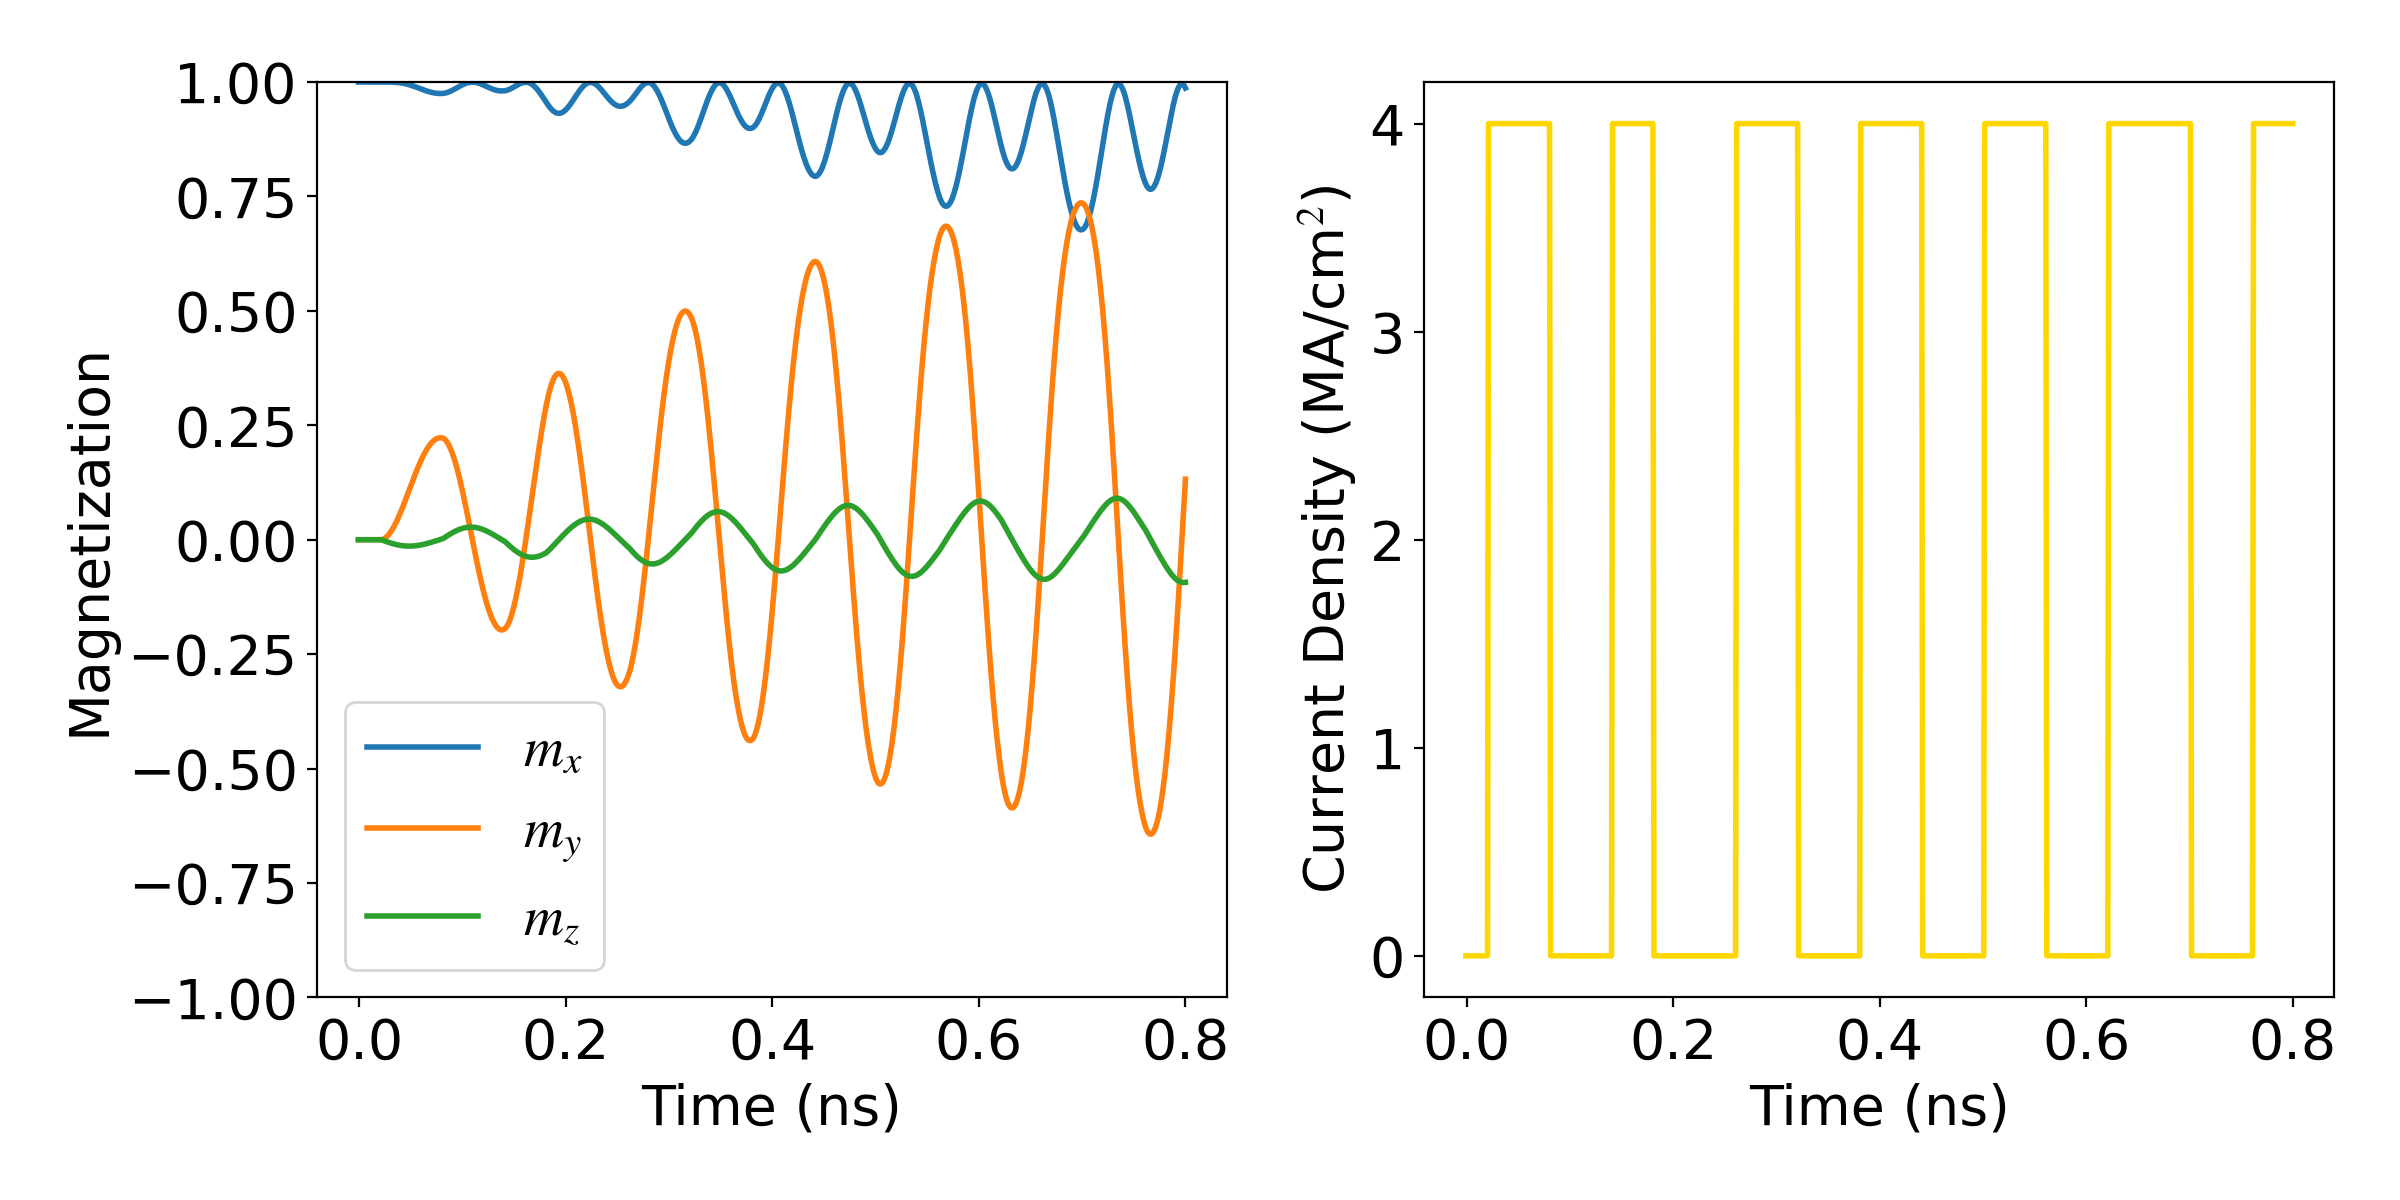 1.00
0.75
0.50
0.25
0.00
−0.25
−0.50
−0.75
−1.00
Magnetization
0.0 0.2 0.4 0.6 0.8
Time (ns)
m_x
m_y
m_z
4
3
2
1
0
Current Density (MA/cm²)
0.0 0.2 0.4 0.6 0.8
Time (ns)